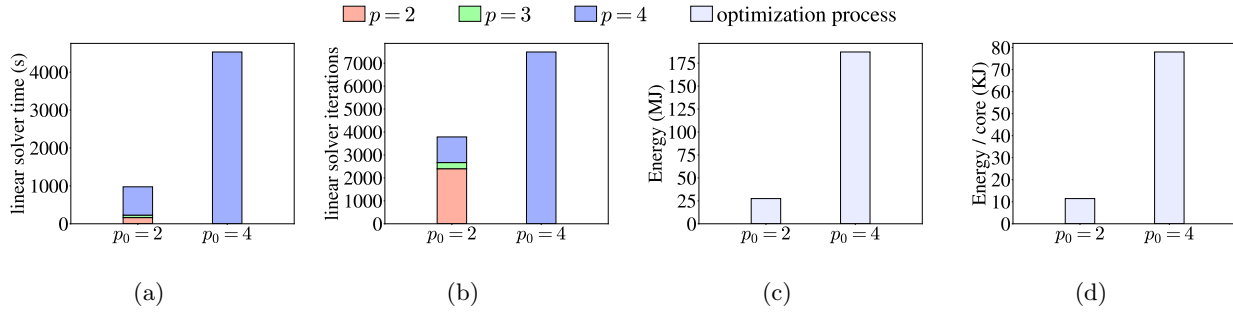 p = 2 p = 3 p = 4 optimization process
linear solver time (s)
4000
3000
2000
1000
0
p₀ = 2 p₀ = 4
(a)
linear solver iterations
7000
6000
5000
4000
3000
2000
1000
0
p₀ = 2 p₀ = 4
(b)
Energy (MJ)
175
150
125
100
75
50
25
0
p₀ = 2 p₀ = 4
(c)
Energy / core (KJ)
80
70
60
50
40
30
20
10
0
p₀ = 2 p₀ = 4
(d)